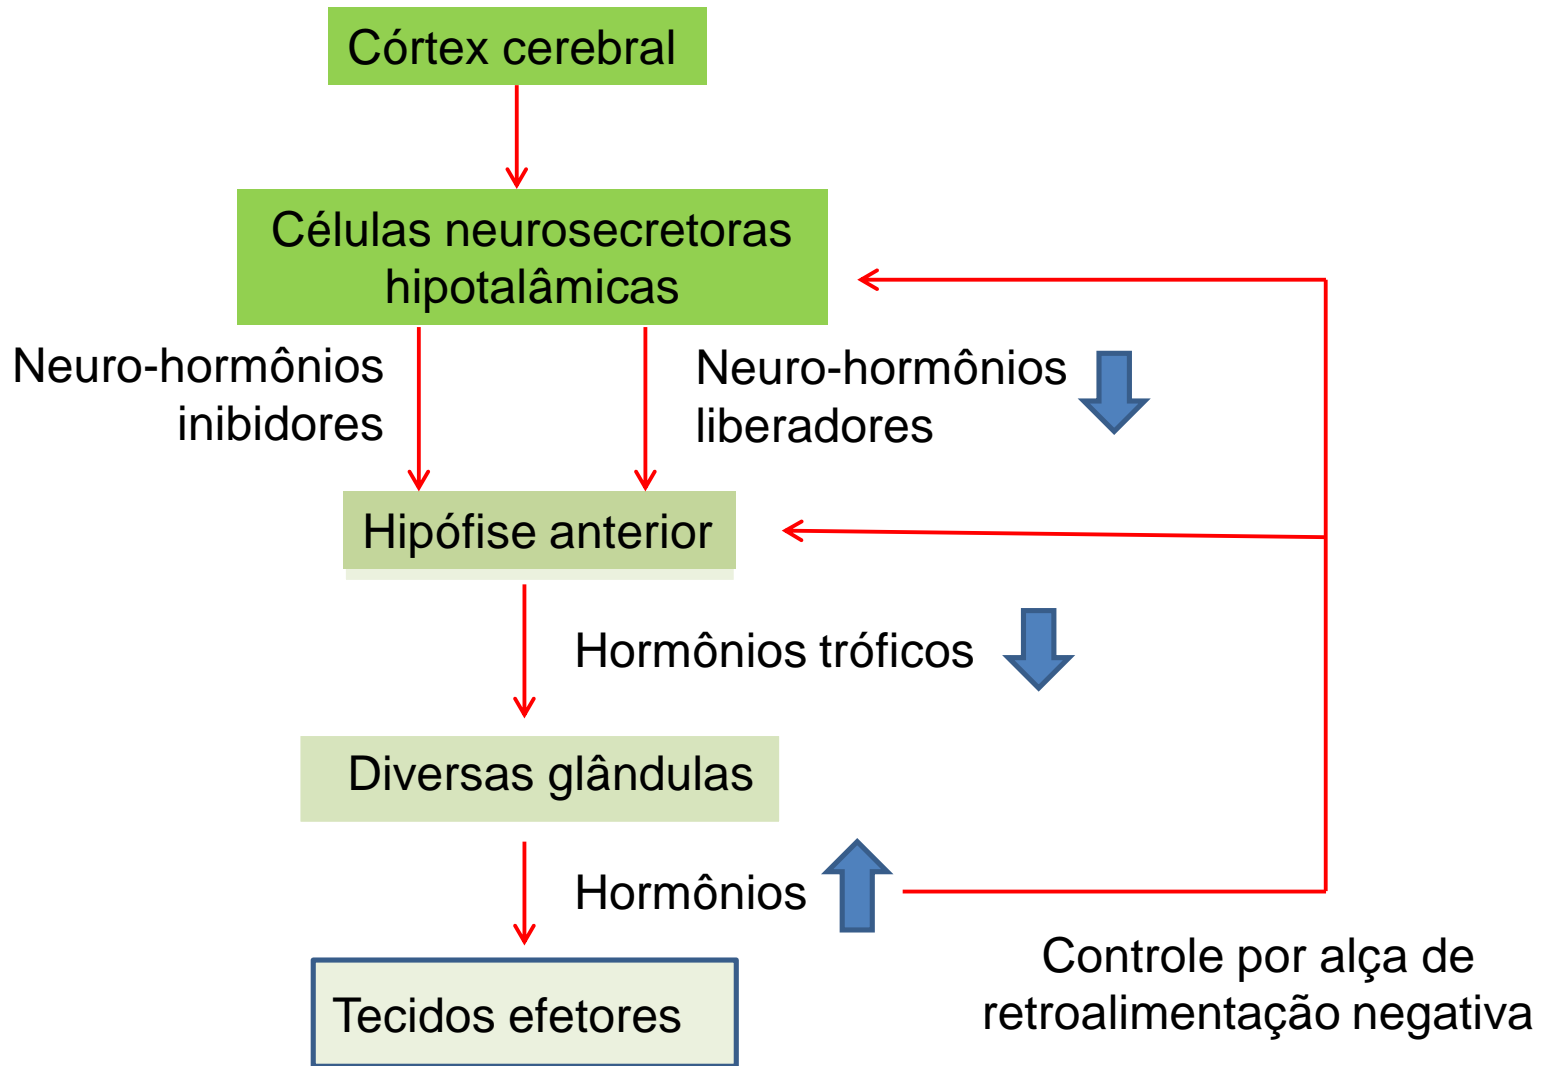 Córtex cerebral
Células neurosecretoras
hipotalâmicas
Neuro-hormônios
inibidores
Neuro-hormônios
liberadores
Hipófise anterior
Hormônios tróficos
Diversas glândulas
Hormônios
Controle por alça de
retroalimentação negativa
Tecidos efetores